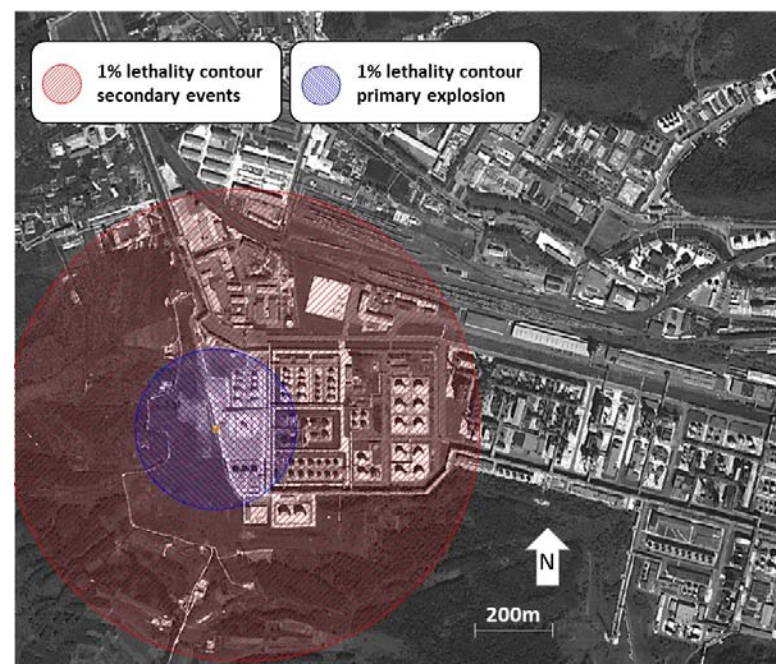 1% lethality contour
secondary events
1% lethality contour
primary explosion
N
200m